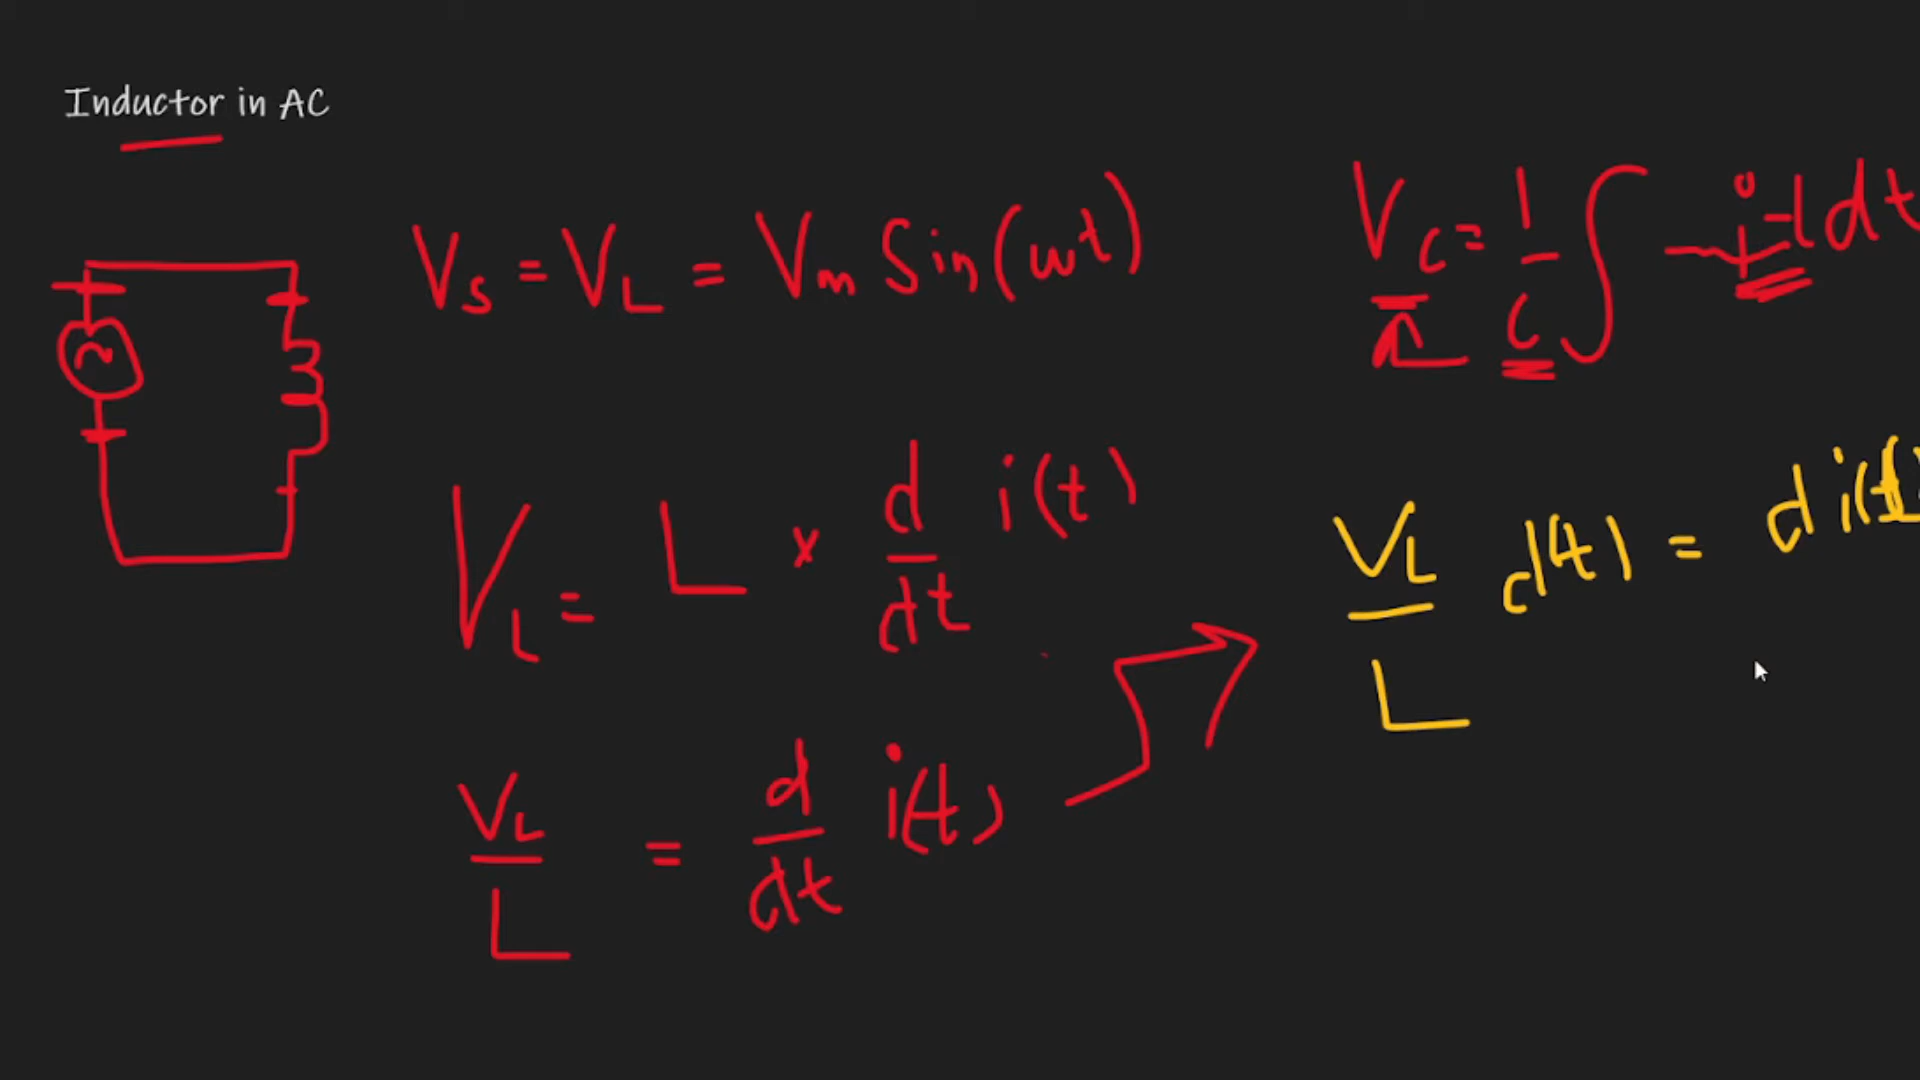 Inductor in AC
Vs = VL = Vm Sin(ωt)
VL = L × d/dt i(t)
VL/L = d/dt i(t)
Vc = 1/C ∫ i dt
VL/L d(t) = d i(t)